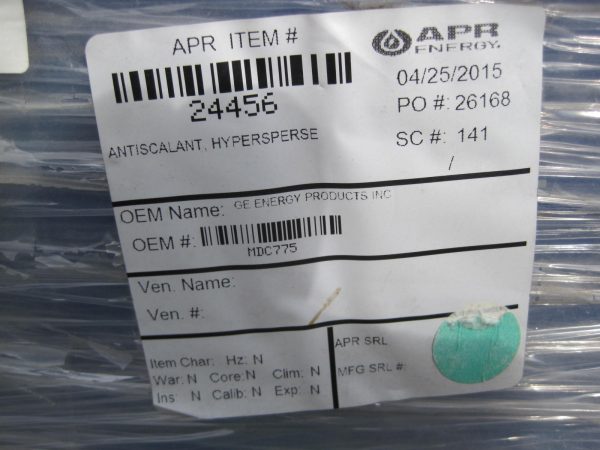 APR ITEM #
APR
ENERGY.
24456
04/25/2015
PO #: 26168
ANTISCALANT, HYPERSPERSE
SC #: 141
/
OEM Name: GE ENERGY PRODUCTS INC
OEM #:
MDC775
Ven. Name:
Ven. #:
Item Char: Hz: N
War: N Core:N Clim: N
Ins: N Calib: N Exp: N
APR SRL
MFG SRL #: